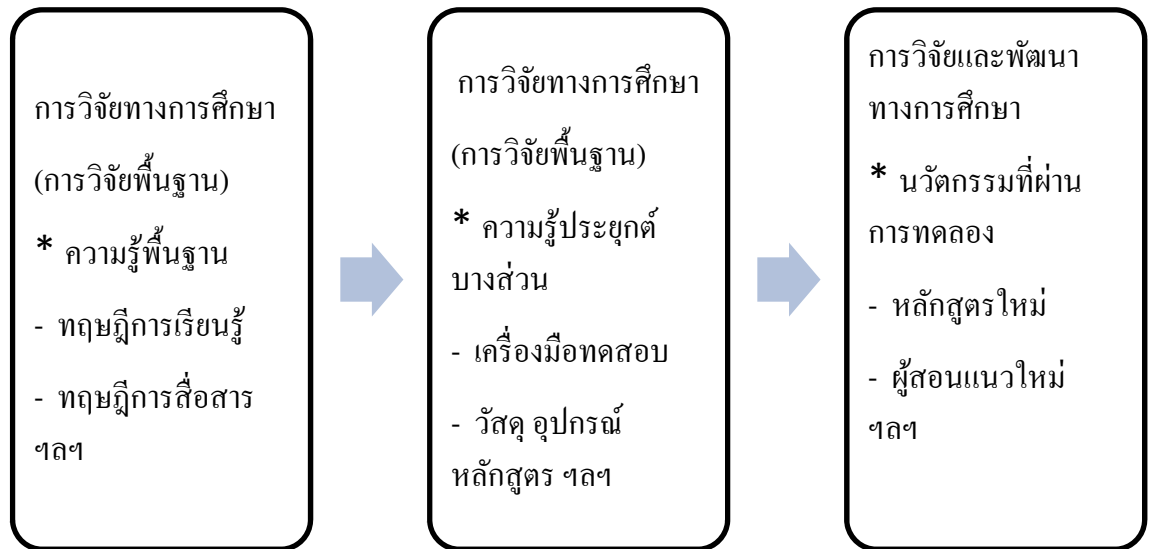 การวิจัยทางการศึกษา
(การวิจัยพื้นฐาน)
* ความรู้พื้นฐาน
- ทฤษฎีการเรียนรู้
- ทฤษฎีการสื่อสาร
ฯลฯ
การวิจัยทางการศึกษา
(การวิจัยพื้นฐาน)
* ความรู้ประยุกต์
บางส่วน
- เครื่องมือทดสอบ
- วัสดุ อุปกรณ์
หลักสูตร ฯลฯ
การวิจัยและพัฒนา
ทางการศึกษา
* นวัตกรรมที่ผ่าน
การทดลอง
- หลักสูตรใหม่
- ผู้สอนแนวใหม่
ฯลฯ